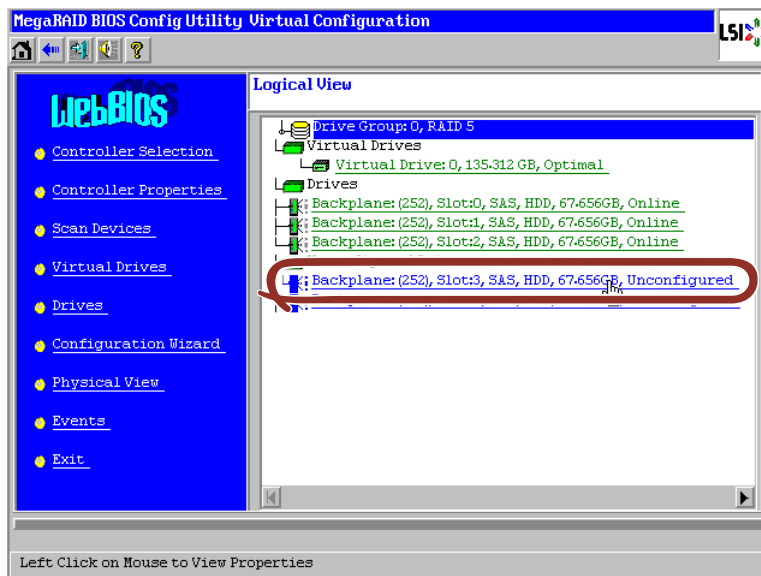 MegaRAID BIOS Config Utility Virtual Configuration
LSI
WebBIOS
Controller Selection
Controller Properties
Scan Devices
Virtual Drives
Drives
Configuration Wizard
Physical View
Events
Exit
Logical View
Drive Group: 0, RAID 5
Virtual Drives
Virtual Drive: 0, 135.312 GB, Optimal
Drives
Backplane: (252), Slot:0, SAS, HDD, 67.656GB, Online
Backplane: (252), Slot:1, SAS, HDD, 67.656GB, Online
Backplane: (252), Slot:2, SAS, HDD, 67.656GB, Online
Backplane: (252), Slot:3, SAS, HDD, 67.656GB, Unconfigured
Left Click on Mouse to View Properties